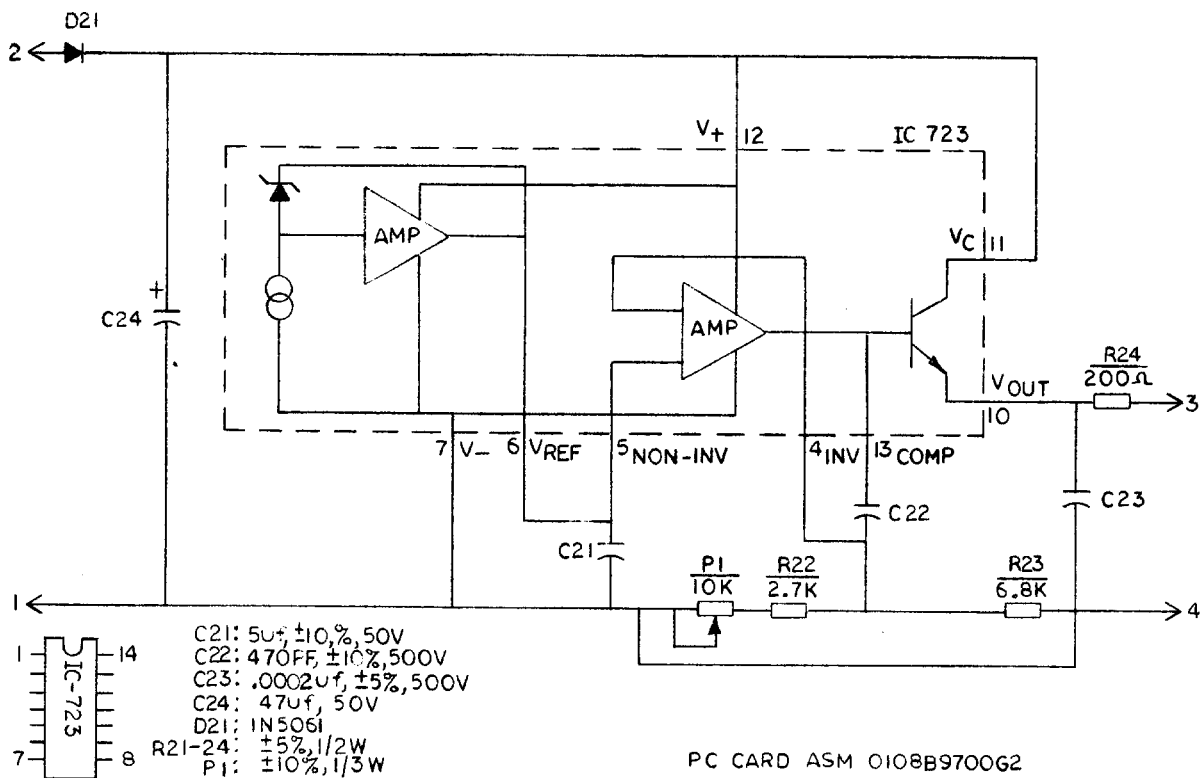 D21
2
V+ 12 IC 723
AMP
VC 11
C24 +
AMP
R24
200Ω
VOUT
10
3
7 V- 6 VREF 5 NON-INV 4 INV 13 COMP
C22
C23
C21
P1
10K
R22
2.7K
R23
6.8K
1
4
C21: 5uf, ±10,%, 50V
C22: 470PF, ±10%, 500V
C23: .0002uf, ±5%, 500V
C24: 47uf, 50V
D21: 1N5061
R21-24: ±5%, 1/2W
P1: ±10%, 1/3W
1 14
IC-723
7 8
PC CARD ASM 0108B9700G2